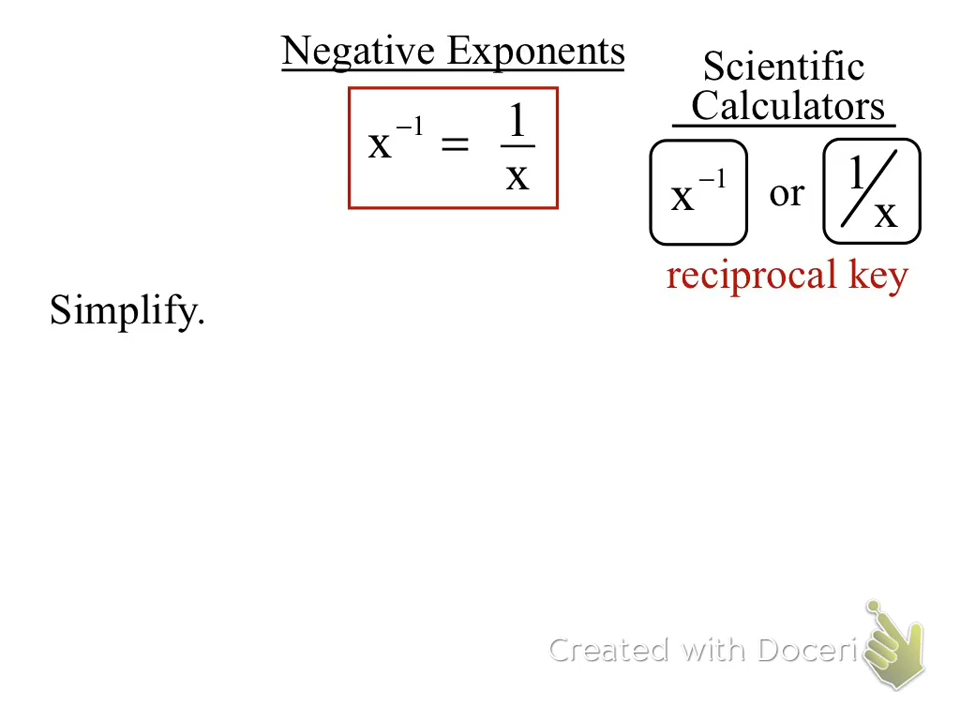 Negative Exponents
x⁻¹ = 1/x
Scientific
Calculators
x⁻¹ or 1/x
reciprocal key
Simplify.
Created with Doceri